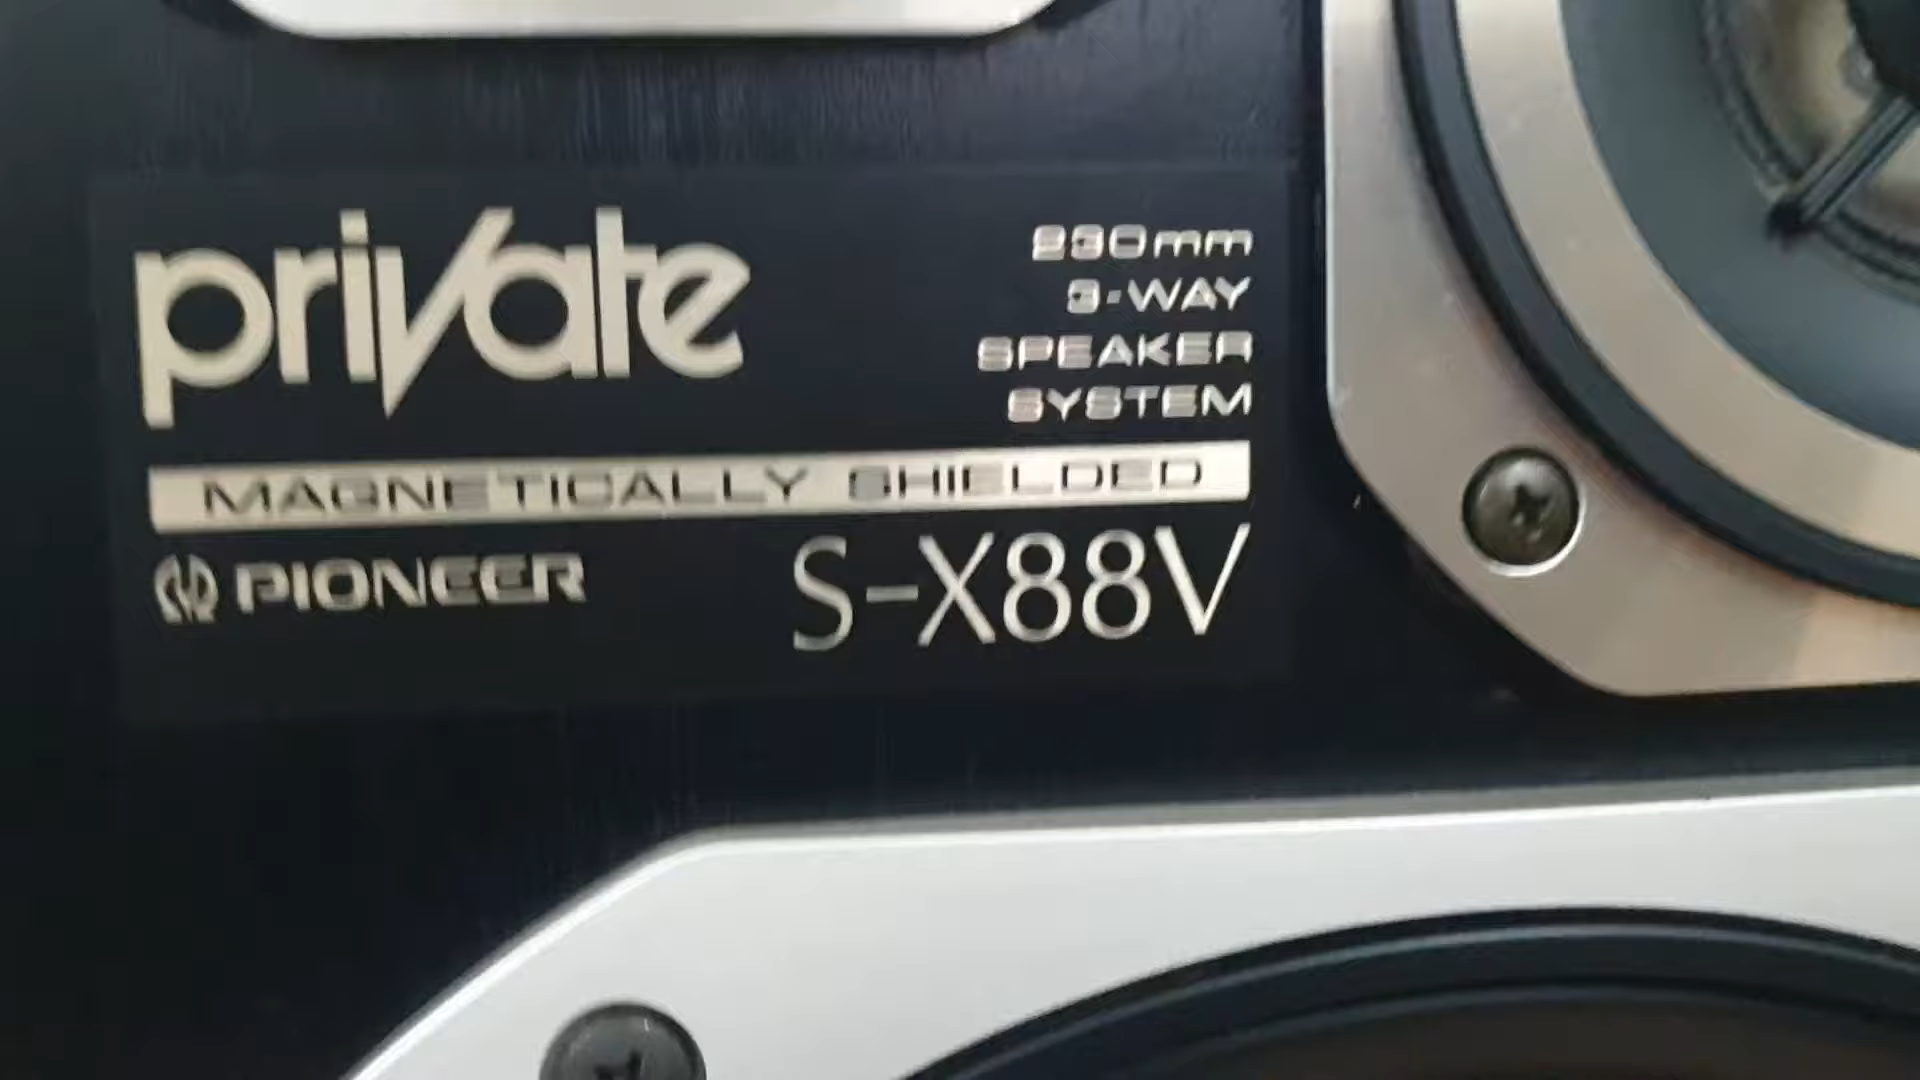 private
230mm
3-WAY
SPEAKER
SYSTEM
MAGNETICALLY SHIELDED
PIONEER
S-X88V